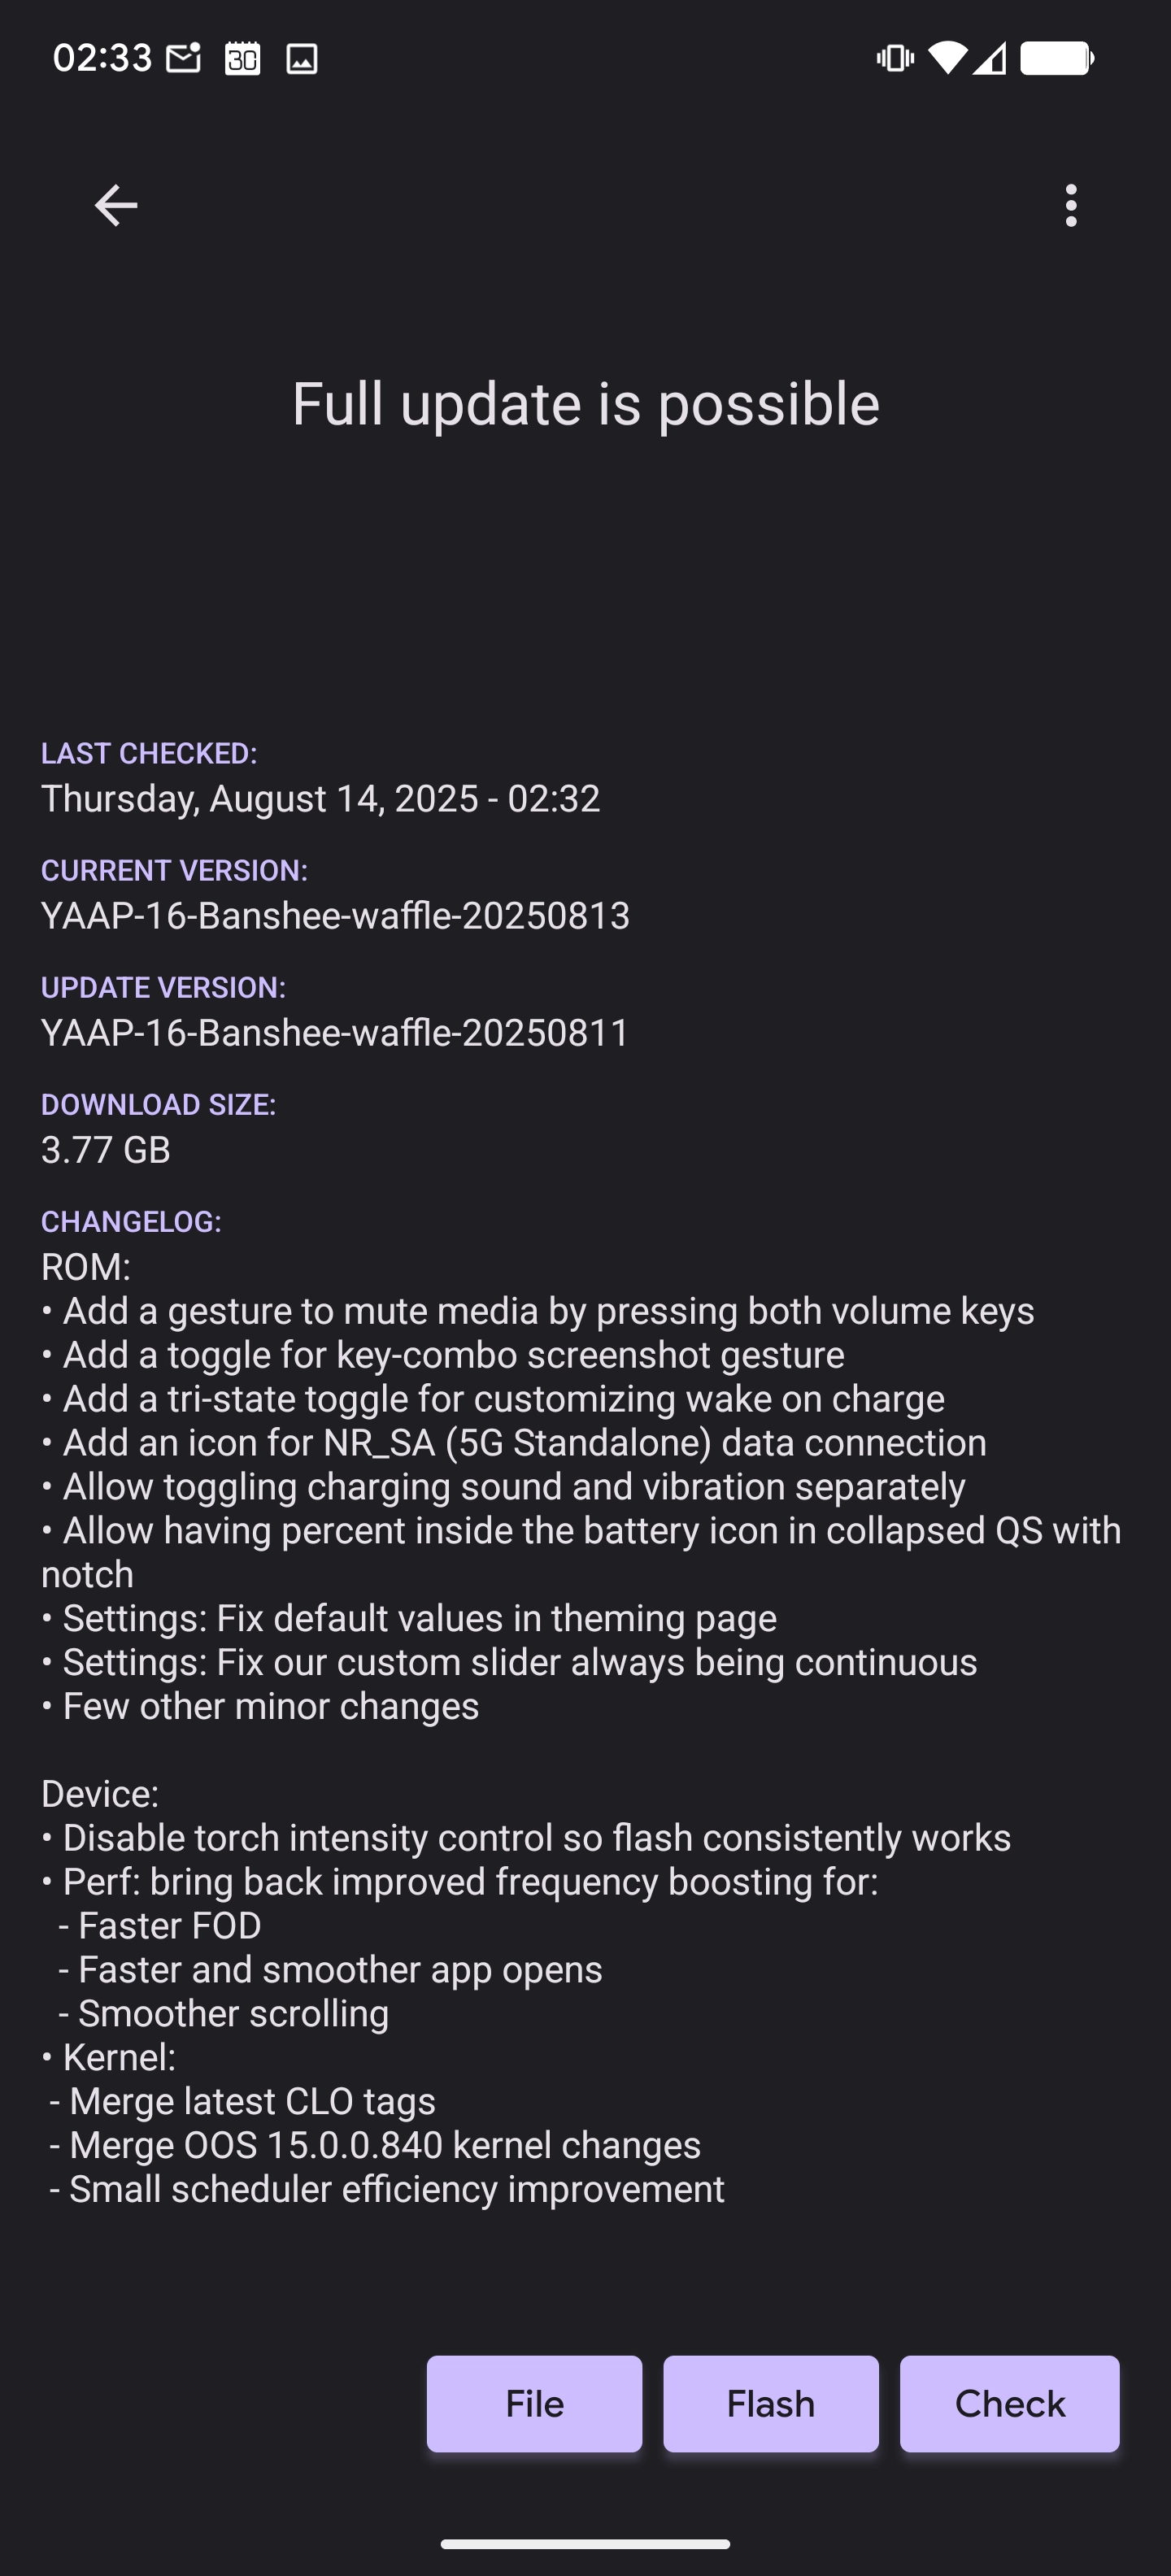 02:33 30
Full update is possible
LAST CHECKED:
Thursday, August 14, 2025 - 02:32
CURRENT VERSION:
YAAP-16-Banshee-waffle-20250813
UPDATE VERSION:
YAAP-16-Banshee-waffle-20250811
DOWNLOAD SIZE:
3.77 GB
CHANGELOG:
ROM:
• Add a gesture to mute media by pressing both volume keys
• Add a toggle for key-combo screenshot gesture
• Add a tri-state toggle for customizing wake on charge
• Add an icon for NR_SA (5G Standalone) data connection
• Allow toggling charging sound and vibration separately
• Allow having percent inside the battery icon in collapsed QS with
notch
• Settings: Fix default values in theming page
• Settings: Fix our custom slider always being continuous
• Few other minor changes
Device:
• Disable torch intensity control so flash consistently works
• Perf: bring back improved frequency boosting for:
- Faster FOD
- Faster and smoother app opens
- Smoother scrolling
• Kernel:
- Merge latest CLO tags
- Merge OOS 15.0.0.840 kernel changes
- Small scheduler efficiency improvement
File Flash Check